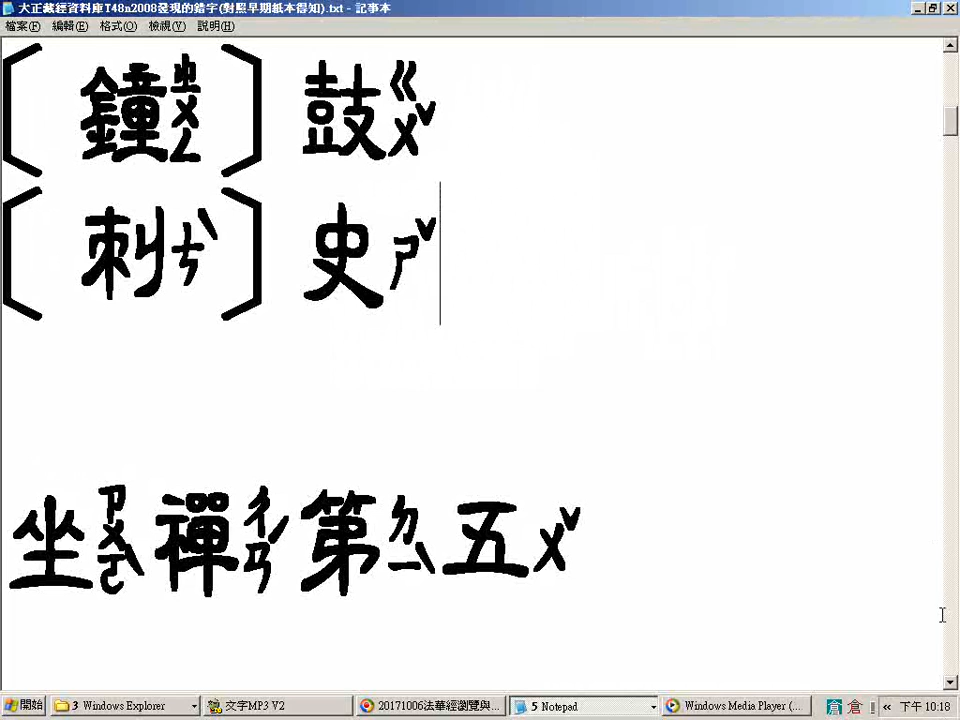 大正藏經資料庫T48n2008發現的錯字(對照早期紙本得知).txt - 記事本
檔案(F) 編輯(E) 格式(O) 檢視(V) 說明(H)
〔鐘ㄓㄨㄥ〕鼓ㄍㄨˇ
〔刺ㄘˋ〕史ㄕˇ
坐ㄗㄨㄛˋ禪ㄔㄢˊ第ㄉㄧˋ五ㄨˇ
開始 3 Windows Explorer 文字MP3 V2 20171006法華經瀏覽與... 5 Notepad Windows Media Player (... 倉 « 下午 10:18